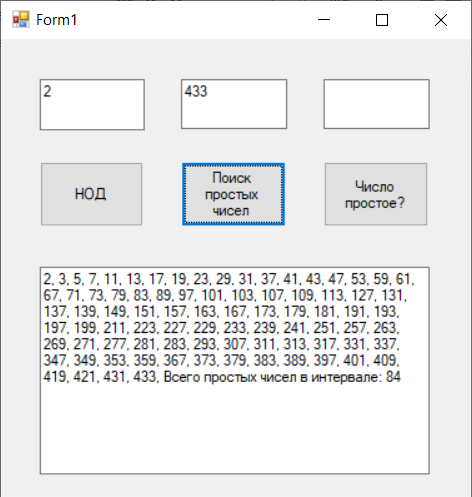 Form1
2
433
НОД
Поиск
простых
чисел
Число
простое?
2, 3, 5, 7, 11, 13, 17, 19, 23, 29, 31, 37, 41, 43, 47, 53, 59, 61,
67, 71, 73, 79, 83, 89, 97, 101, 103, 107, 109, 113, 127, 131,
137, 139, 149, 151, 157, 163, 167, 173, 179, 181, 191, 193,
197, 199, 211, 223, 227, 229, 233, 239, 241, 251, 257, 263,
269, 271, 277, 281, 283, 293, 307, 311, 313, 317, 331, 337,
347, 349, 353, 359, 367, 373, 379, 383, 389, 397, 401, 409,
419, 421, 431, 433, Всего простых чисел в интервале: 84